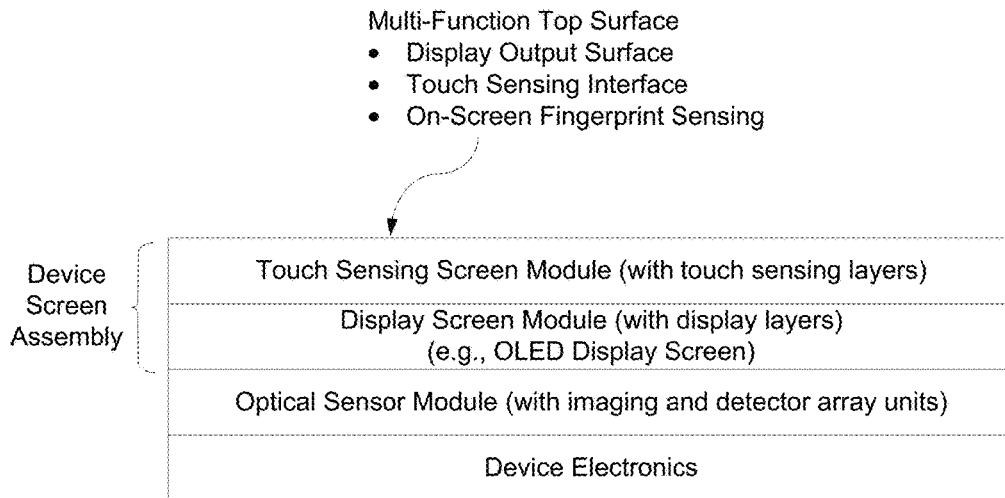 Multi-Function Top Surface
• Display Output Surface
• Touch Sensing Interface
• On-Screen Fingerprint Sensing
Device
Screen
Assembly
Touch Sensing Screen Module (with touch sensing layers)
Display Screen Module (with display layers)
(e.g., OLED Display Screen)
Optical Sensor Module (with imaging and detector array units)
Device Electronics